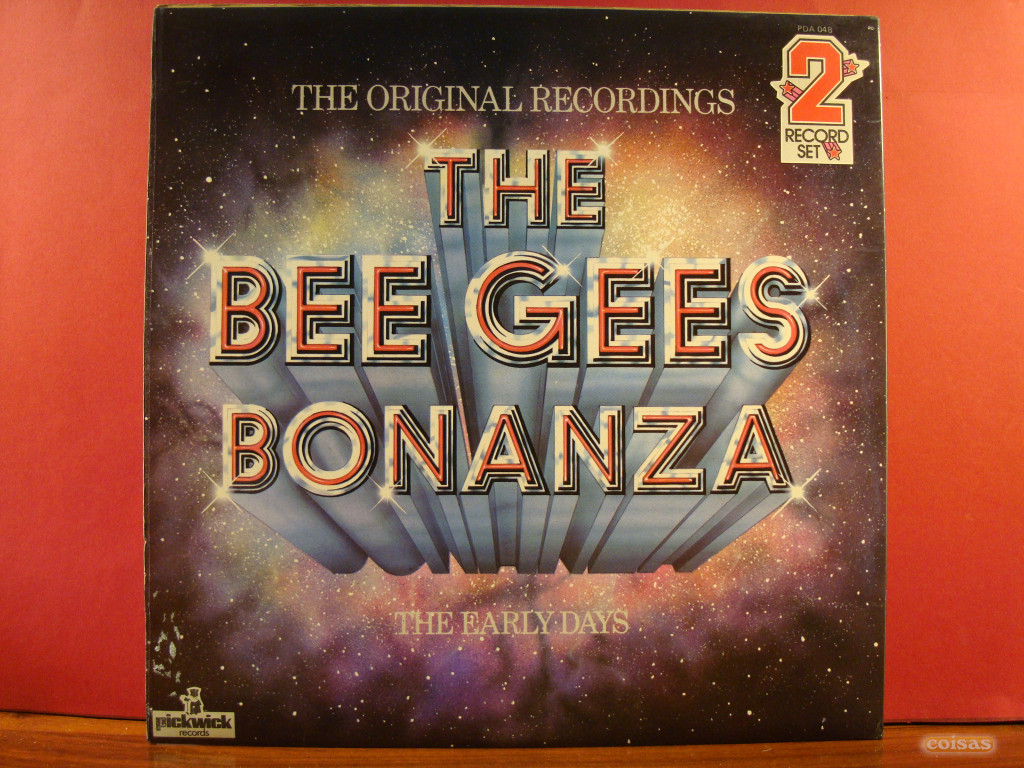 PDA 048
2
RECORD
SET
THE ORIGINAL RECORDINGS
THE
BEE GEES
BONANZA
THE EARLY DAYS
pickwick
records
coisas